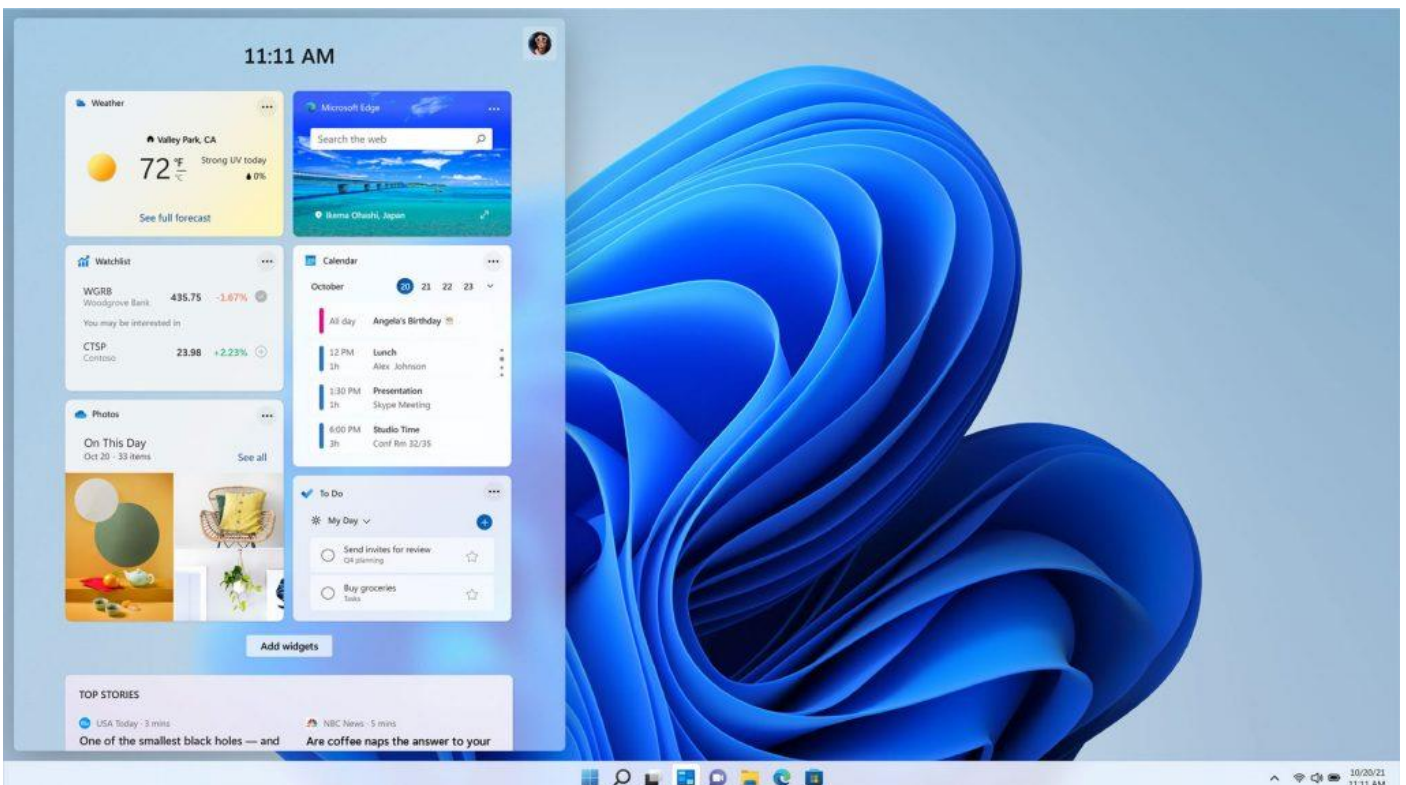 11:11 AM
Weather
Valley Park, CA
72 °F
°C
Strong UV today
0%
See full forecast
Microsoft Edge
Search the web
Ikema Ohashi, Japan
Watchlist
WGRB
Woodgrove Bank
435.75 -1.67%
You may be interested in
CTSP
Contoso
23.98 +2.23%
Calendar
October 20 21 22 23
All day Angela's Birthday
12 PM Lunch
1h Alex Johnson
1:30 PM Presentation
1h Skype Meeting
6:00 PM Studio Time
3h Conf Rm 32/35
Photos
On This Day
Oct 20 - 33 items
See all
To Do
My Day
Send invites for review
Q4 planning
Buy groceries
Tasks
Add widgets
TOP STORIES
USA Today · 3 mins
One of the smallest black holes — and
NBC News · 5 mins
Are coffee naps the answer to your
10/20/21
11:11 AM